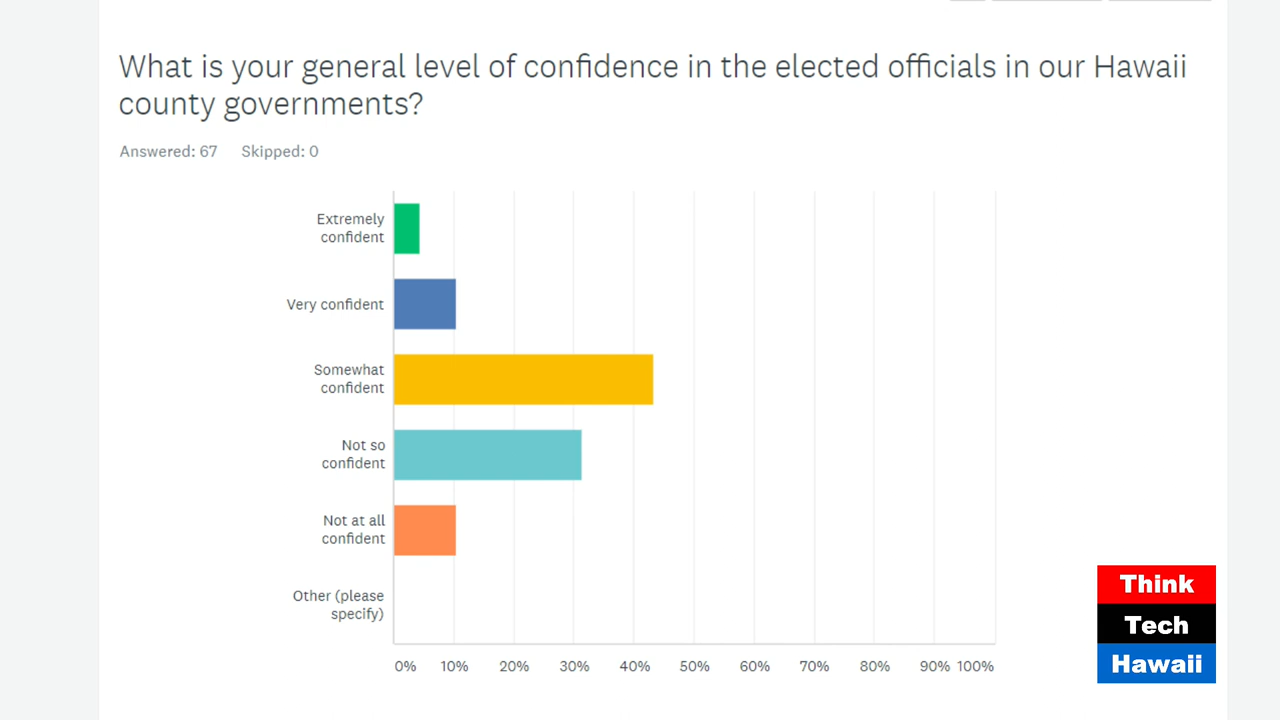 What is your general level of confidence in the elected officials in our Hawaii
county governments?
Answered: 67 Skipped: 0
Extremely
confident
Very confident
Somewhat
confident
Not so
confident
Not at all
confident
Other (please
specify)
0% 10% 20% 30% 40% 50% 60% 70% 80% 90% 100%
Think
Tech
Hawaii